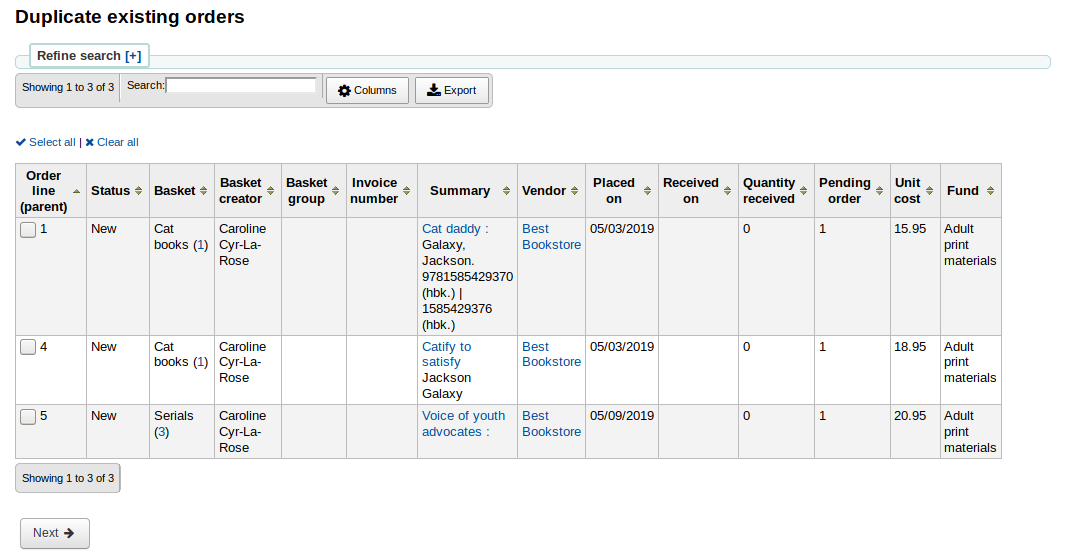 Duplicate existing orders
Refine search [+]
Showing 1 to 3 of 3 Search: Columns Export
Select all | Clear all
Order line (parent) Status Basket Basket creator Basket group Invoice number Summary Vendor Placed on Received on Quantity received Pending order Unit cost Fund
1 New Cat books (1) Caroline Cyr-La-Rose Cat daddy : Galaxy, Jackson. 9781585429370 (hbk.) | 1585429376 (hbk.) Best Bookstore 05/03/2019 0 1 15.95 Adult print materials
4 New Cat books (1) Caroline Cyr-La-Rose Catify to satisfy Jackson Galaxy Best Bookstore 05/03/2019 0 1 18.95 Adult print materials
5 New Serials (3) Caroline Cyr-La-Rose Voice of youth advocates : Best Bookstore 05/09/2019 0 1 20.95 Adult print materials
Showing 1 to 3 of 3
Next